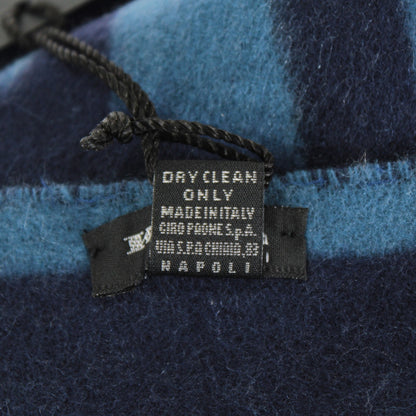 DRY CLEAN
ONLY
MADE IN ITALY
CIRO PAONE S.p.A.
VIA S.P.A CHIAIA, 83
NAPOLI